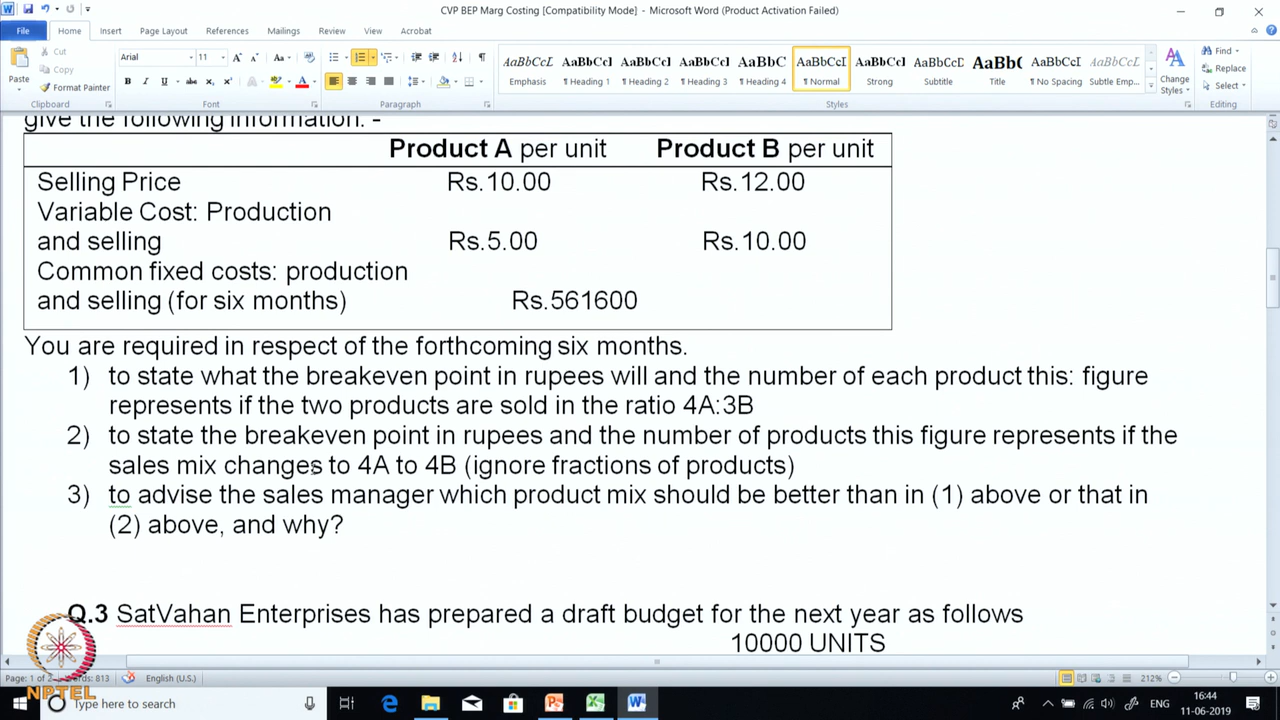 CVP BEP Marg Costing [Compatibility Mode] - Microsoft Word (Product Activation Failed)
File Home Insert Page Layout References Mailings Review View Acrobat
Paste
Cut
Copy
Format Painter
Clipboard
Arial 11
Font
Paragraph
AaBbCcL AaBbCcl AaBbCcl AaBbCcl AaBbC AaBbCcI AaBbCcl AaBbCcI AaBb( AaBbCcI AaBbCcL
Emphasis ¶ Heading 1 ¶ Heading 2 ¶ Heading 3 ¶ Heading 4 ¶ Normal Strong Subtitle Title ¶ No Spacing Subtle Emp...
Styles
Change Styles
Find
Replace
Select
Editing
give the following information. -
Product A per unit Product B per unit
Selling Price Rs.10.00 Rs.12.00
Variable Cost: Production
and selling Rs.5.00 Rs.10.00
Common fixed costs: production
and selling (for six months) Rs.561600
You are required in respect of the forthcoming six months.
1) to state what the breakeven point in rupees will and the number of each product this: figure
represents if the two products are sold in the ratio 4A:3B
2) to state the breakeven point in rupees and the number of products this figure represents if the
sales mix changes to 4A to 4B (ignore fractions of products)
3) to advise the sales manager which product mix should be better than in (1) above or that in
(2) above, and why?
Q.3 SatVahan Enterprises has prepared a draft budget for the next year as follows
10000 UNITS
NPTEL
Page: 1 of 2 Words: 813 English (U.S.) 212%
Type here to search
ENG
16:44
11-06-2019